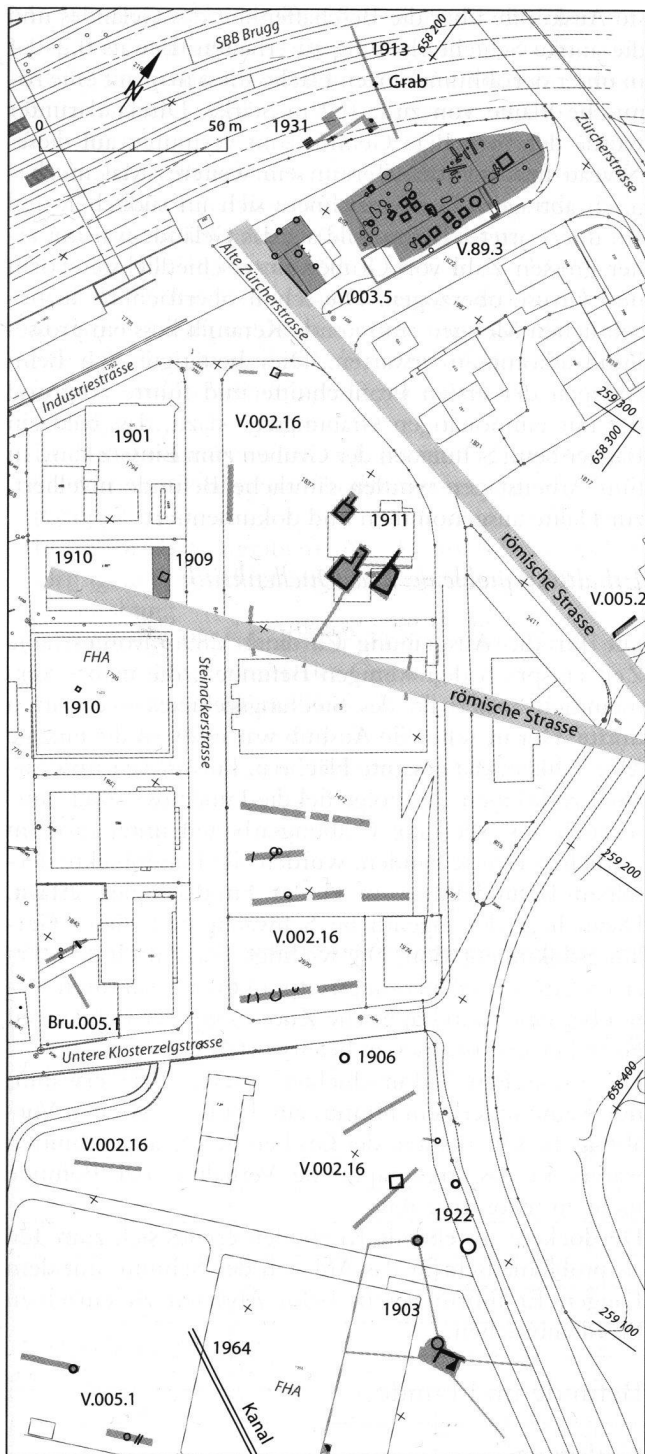 SBB Brugg
1913
658 200
Grab
N
0 50 m
1931
Zürcherstrasse
V.89.3
Alte Zürcherstrasse
V.003.5
259 300
658 300
Industriestrasse
V.002.16
1901
1911
1910
1909
römische Strasse
V.005.2
FHA
Steinackerstrasse
römische Strasse
1910
259 200
V.002.16
Bru.005.1
Untere Klosterzelgstrasse
1906
658 400
V.002.16
V.002.16
1922
1903
259 100
1964
FHA
V.005.1
Kanal